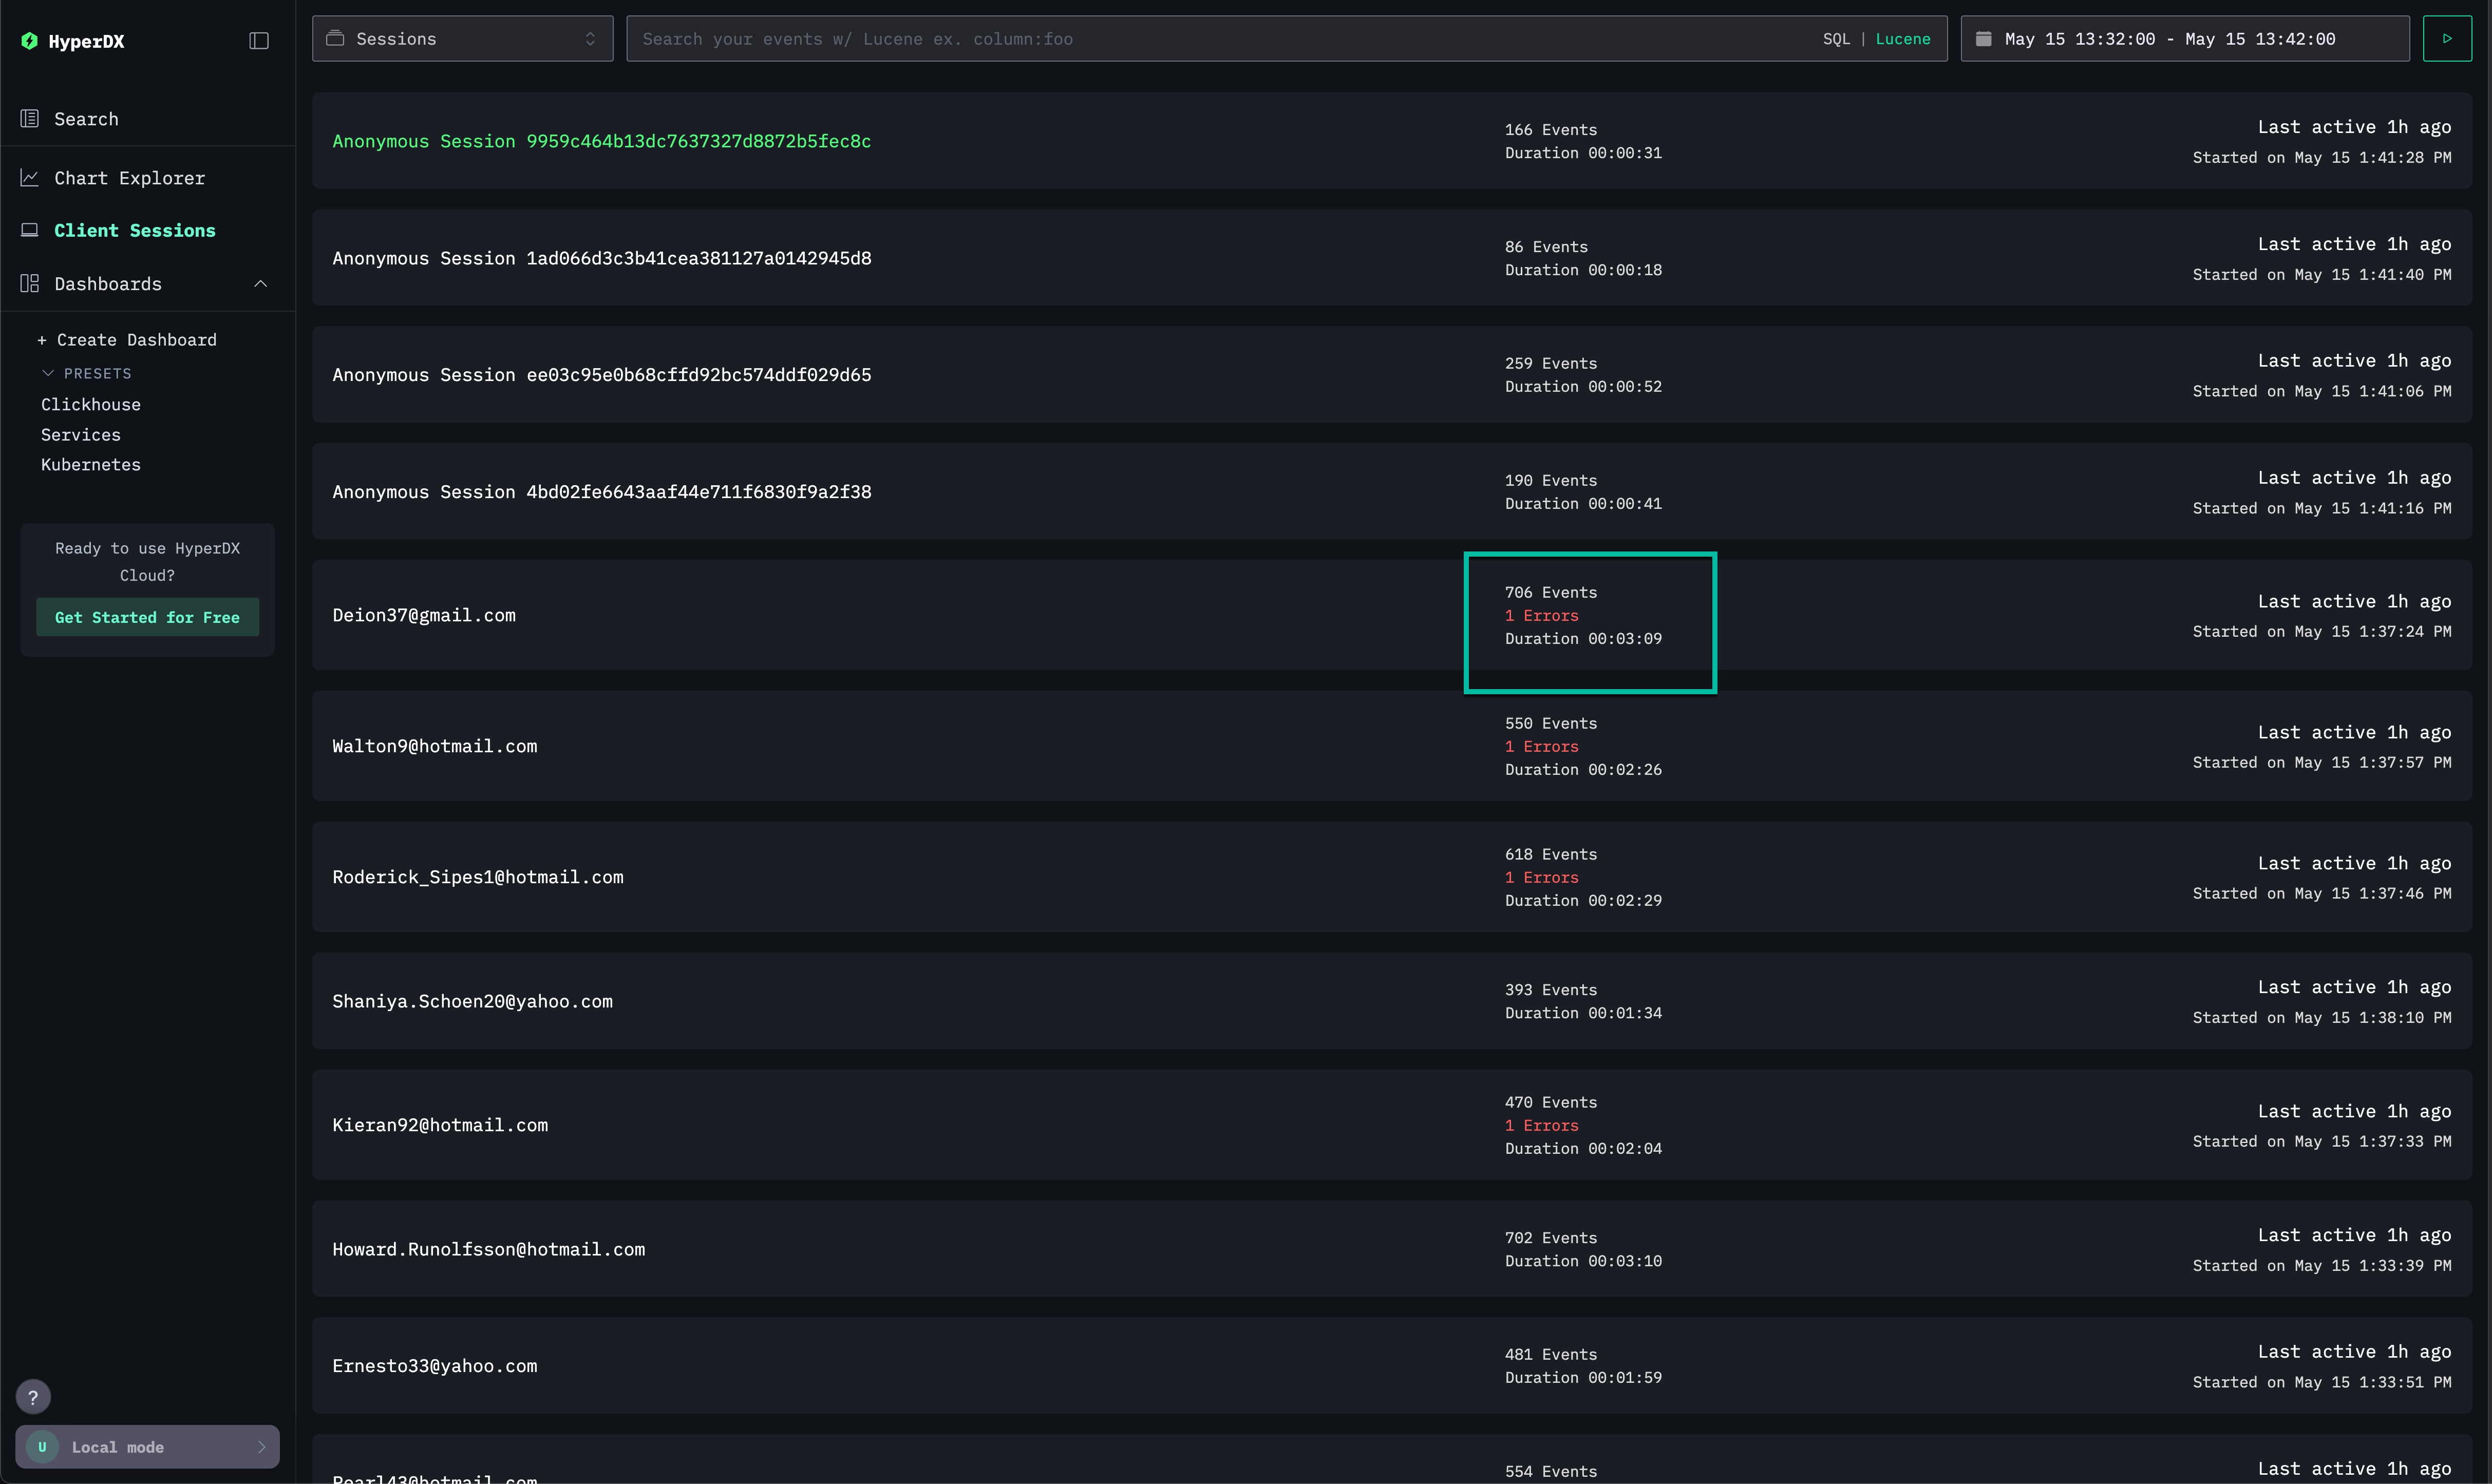 HyperDX
Search
Chart Explorer
Client Sessions
Dashboards
+ Create Dashboard
PRESETS
Clickhouse
Services
Kubernetes
Ready to use HyperDX
Cloud?
Get Started for Free
?
U Local mode
Sessions
Search your events w/ Lucene ex. column:foo
SQL | Lucene
May 15 13:32:00 - May 15 13:42:00
Anonymous Session 9959c464b13dc7637327d8872b5fec8c
166 Events
Duration 00:00:31
Last active 1h ago
Started on May 15 1:41:28 PM
Anonymous Session 1ad066d3c3b41cea381127a0142945d8
86 Events
Duration 00:00:18
Last active 1h ago
Started on May 15 1:41:40 PM
Anonymous Session ee03c95e0b68cffd92bc574ddf029d65
259 Events
Duration 00:00:52
Last active 1h ago
Started on May 15 1:41:06 PM
Anonymous Session 4bd02fe6643aaf44e711f6830f9a2f38
190 Events
Duration 00:00:41
Last active 1h ago
Started on May 15 1:41:16 PM
Deion37@gmail.com
706 Events
1 Errors
Duration 00:03:09
Last active 1h ago
Started on May 15 1:37:24 PM
Walton9@hotmail.com
550 Events
1 Errors
Duration 00:02:26
Last active 1h ago
Started on May 15 1:37:57 PM
Roderick_Sipes1@hotmail.com
618 Events
1 Errors
Duration 00:02:29
Last active 1h ago
Started on May 15 1:37:46 PM
Shaniya.Schoen20@yahoo.com
393 Events
Duration 00:01:34
Last active 1h ago
Started on May 15 1:38:10 PM
Kieran92@hotmail.com
470 Events
1 Errors
Duration 00:02:04
Last active 1h ago
Started on May 15 1:37:33 PM
Howard.Runolfsson@hotmail.com
702 Events
Duration 00:03:10
Last active 1h ago
Started on May 15 1:33:39 PM
Ernesto33@yahoo.com
481 Events
Duration 00:01:59
Last active 1h ago
Started on May 15 1:33:51 PM
Pearl43@hotmail.com
554 Events
Last active 1h ago